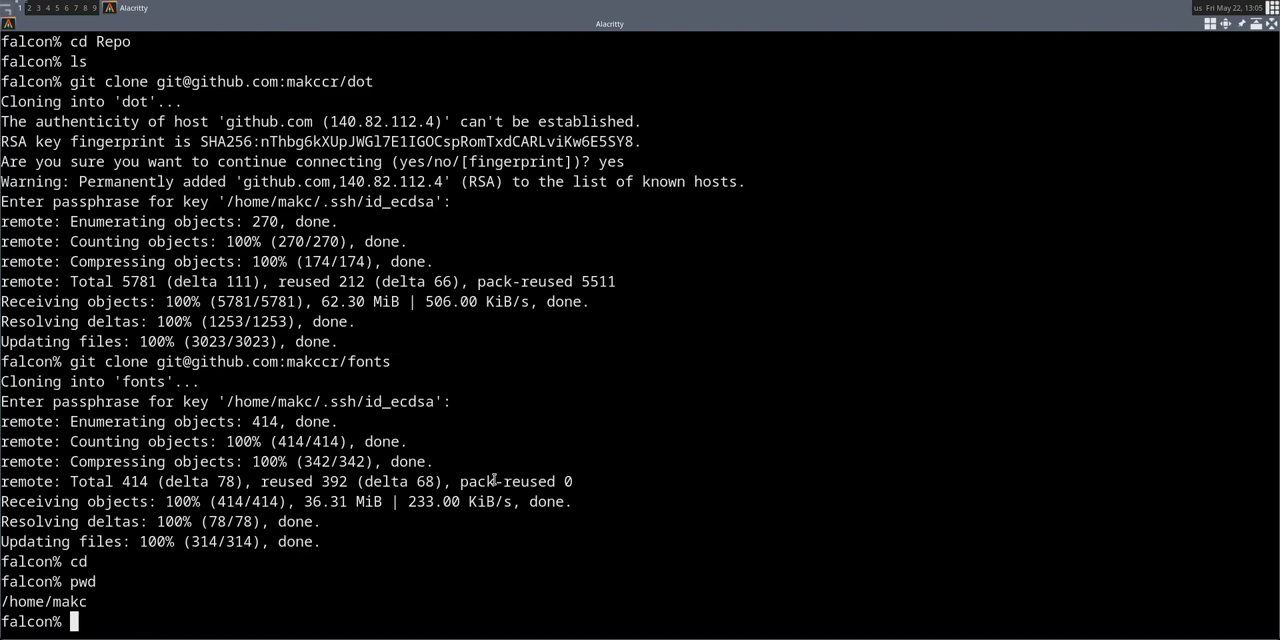 1 2 3 4 5 6 7 8 9 Alacritty us Fri May 22, 13:05
Alacritty
falcon% cd Repo
falcon% ls
falcon% git clone git@github.com:makccr/dot
Cloning into 'dot'...
The authenticity of host 'github.com (140.82.112.4)' can't be established.
RSA key fingerprint is SHA256:nThbg6kXUpJWGl7E1IGOCspRomTxdCARLviKw6E5SY8.
Are you sure you want to continue connecting (yes/no/[fingerprint])? yes
Warning: Permanently added 'github.com,140.82.112.4' (RSA) to the list of known hosts.
Enter passphrase for key '/home/makc/.ssh/id_ecdsa':
remote: Enumerating objects: 270, done.
remote: Counting objects: 100% (270/270), done.
remote: Compressing objects: 100% (174/174), done.
remote: Total 5781 (delta 111), reused 212 (delta 66), pack-reused 5511
Receiving objects: 100% (5781/5781), 62.30 MiB | 506.00 KiB/s, done.
Resolving deltas: 100% (1253/1253), done.
Updating files: 100% (3023/3023), done.
falcon% git clone git@github.com:makccr/fonts
Cloning into 'fonts'...
Enter passphrase for key '/home/makc/.ssh/id_ecdsa':
remote: Enumerating objects: 414, done.
remote: Counting objects: 100% (414/414), done.
remote: Compressing objects: 100% (342/342), done.
remote: Total 414 (delta 78), reused 392 (delta 68), pack-reused 0
Receiving objects: 100% (414/414), 36.31 MiB | 233.00 KiB/s, done.
Resolving deltas: 100% (78/78), done.
Updating files: 100% (314/314), done.
falcon% cd
falcon% pwd
/home/makc
falcon%